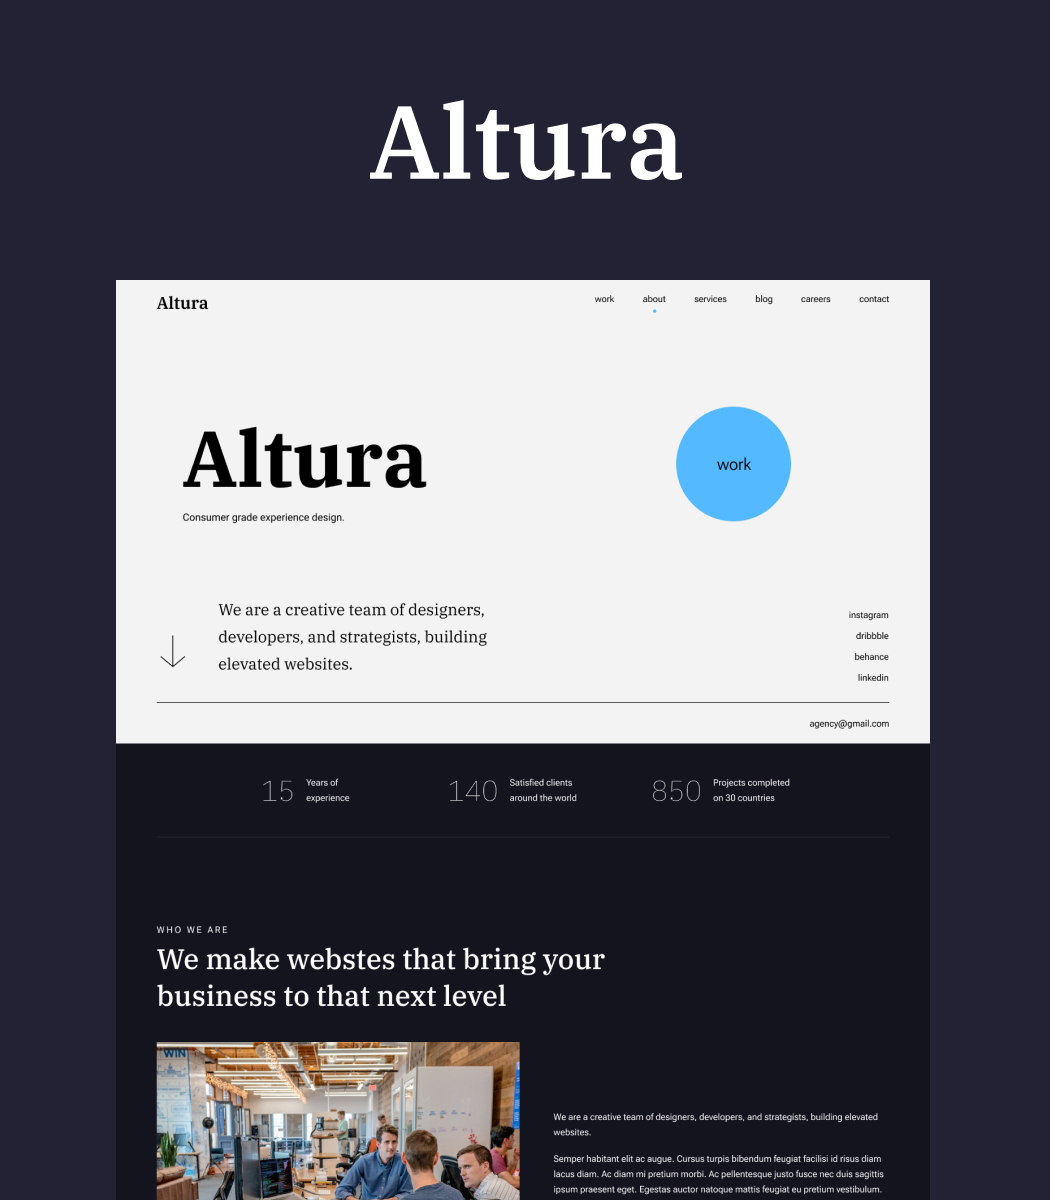 Altura
Altura
work about services blog careers contact
Altura
work
Consumer grade experience design.
We are a creative team of designers,
developers, and strategists, building
elevated websites.
instagram
dribbble
behance
linkedin
agency@gmail.com
15 Years of
experience
140 Satisfied clients
around the world
850 Projects completed
on 30 countries
WHO WE ARE
We make webstes that bring your
business to that next level
WIN
We are a creative team of designers, developers, and strategists, building elevated
websites.
Semper habitant elit ac augue. Cursus turpis bibendum feugiat facilisi id risus diam
lacus diam. Ac diam mi pretium morbi. Ac pellentesque justo fusce nec duis sagittis
ipsum praesent eget. Egestas auctor natoque mattis feugiat eu pretium vestibulum.